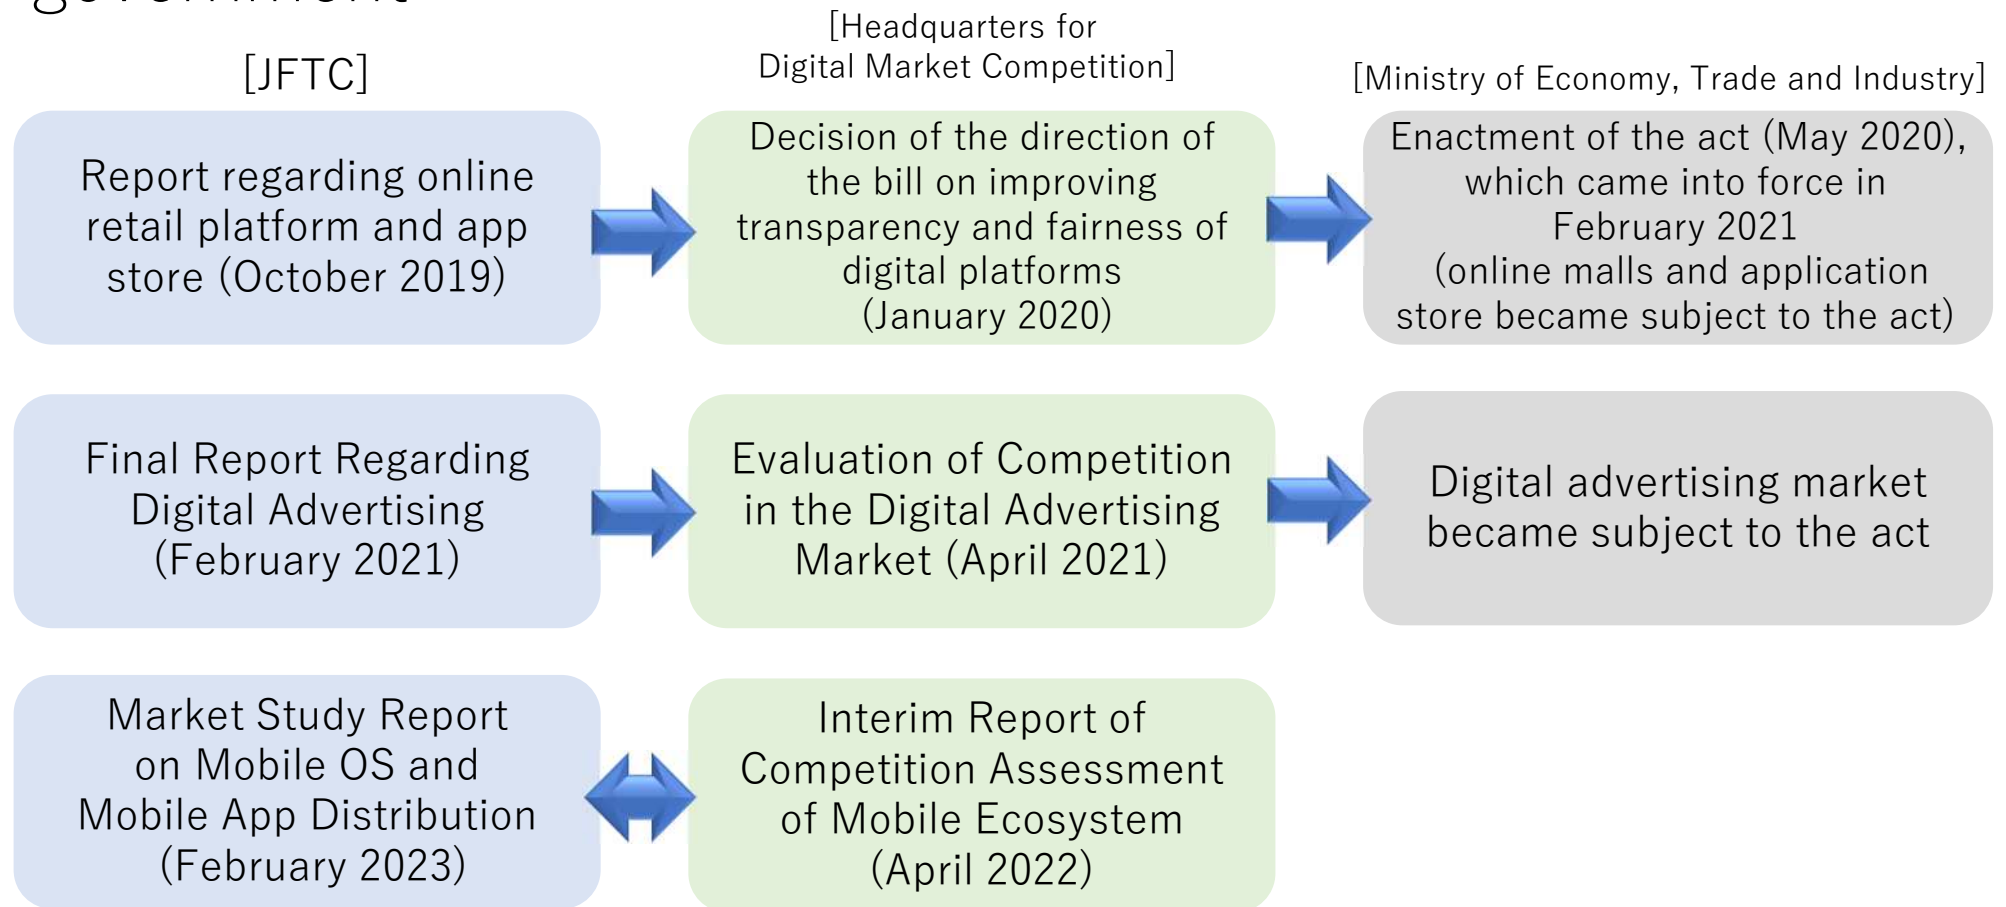 government
[JFTC]
[Headquarters for
Digital Market Competition]
[Ministry of Economy, Trade and Industry]
Report regarding online
retail platform and app
store (October 2019)
Decision of the direction of
the bill on improving
transparency and fairness of
digital platforms
(January 2020)
Enactment of the act (May 2020),
which came into force in
February 2021
(online malls and application
store became subject to the act)
Final Report Regarding
Digital Advertising
(February 2021)
Evaluation of Competition
in the Digital Advertising
Market (April 2021)
Digital advertising market
became subject to the act
Market Study Report
on Mobile OS and
Mobile App Distribution
(February 2023)
Interim Report of
Competition Assessment
of Mobile Ecosystem
(April 2022)